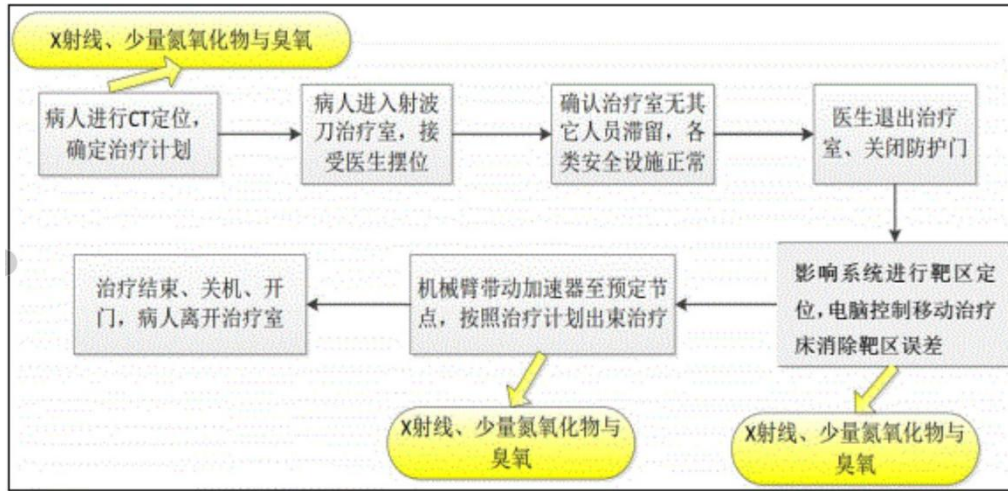 X射线、少量氮氧化物与臭氧
病人进行CT定位，
确定治疗计划
病人进入射波
刀治疗室，接
受医生摆位
确认治疗室无其
它人员滞留，各
类安全设施正常
医生退出治疗
室、关闭防护门
影响系统进行靶区定
位，电脑控制移动治疗
床消除靶区误差
机械臂带动加速器至预定节
点，按照治疗计划出束治疗
治疗结束、关机、开
门，病人离开治疗室
X射线、少量氮氧化物与
臭氧
X射线、少量氮氧化物与
臭氧